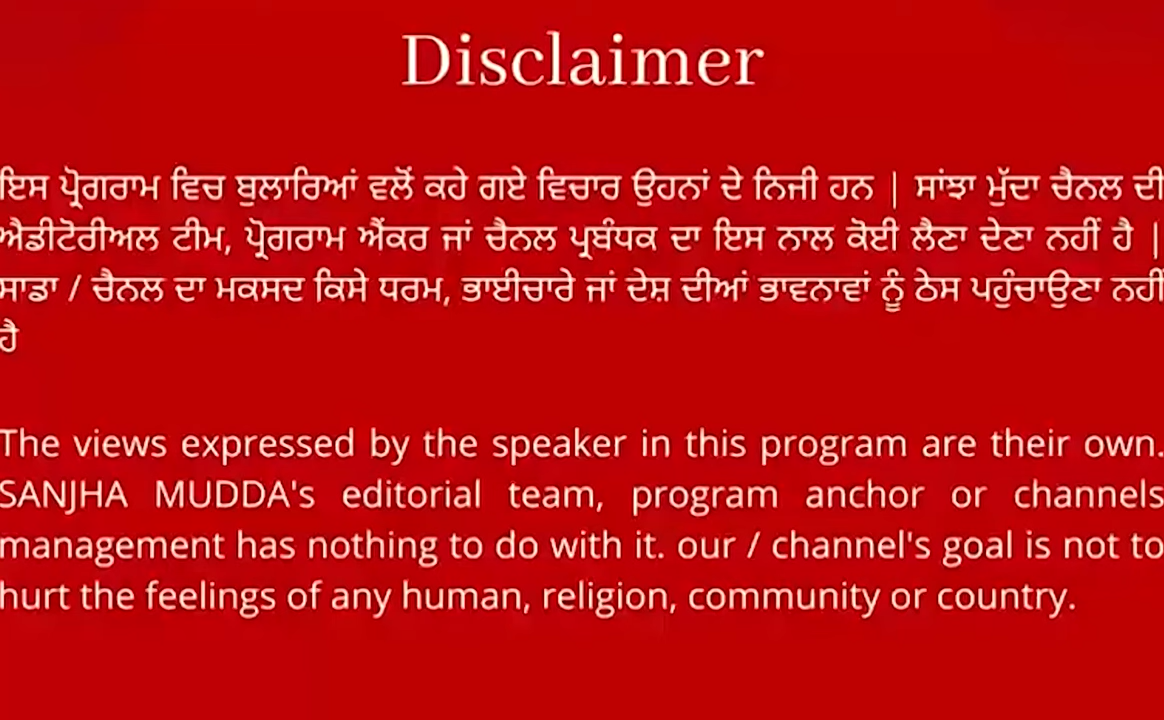 Disclaimer
ਇਸ ਪ੍ਰੋਗਰਾਮ ਵਿਚ ਬੁਲਾਰਿਆਂ ਵਲੋਂ ਕਹੇ ਗਏ ਵਿਚਾਰ ਉਹਨਾਂ ਦੇ ਨਿਜੀ ਹਨ | ਸਾਂਝਾ ਮੁੱਦਾ ਚੈਨਲ ਦੀ
ਐਡੀਟੋਰੀਅਲ ਟੀਮ, ਪ੍ਰੋਗਰਾਮ ਐਂਕਰ ਜਾਂ ਚੈਨਲ ਪ੍ਰਬੰਧਕ ਦਾ ਇਸ ਨਾਲ ਕੋਈ ਲੈਣਾ ਦੇਣਾ ਨਹੀਂ ਹੈ |
ਸਾਡਾ / ਚੈਨਲ ਦਾ ਮਕਸਦ ਕਿਸੇ ਧਰਮ, ਭਾਈਚਾਰੇ ਜਾਂ ਦੇਸ਼ ਦੀਆਂ ਭਾਵਨਾਵਾਂ ਨੂੰ ਠੇਸ ਪਹੁੰਚਾਉਣਾ ਨਹੀਂ
ਹੈ
The views expressed by the speaker in this program are their own.
SANJHA MUDDA's editorial team, program anchor or channels
management has nothing to do with it. our / channel's goal is not to
hurt the feelings of any human, religion, community or country.